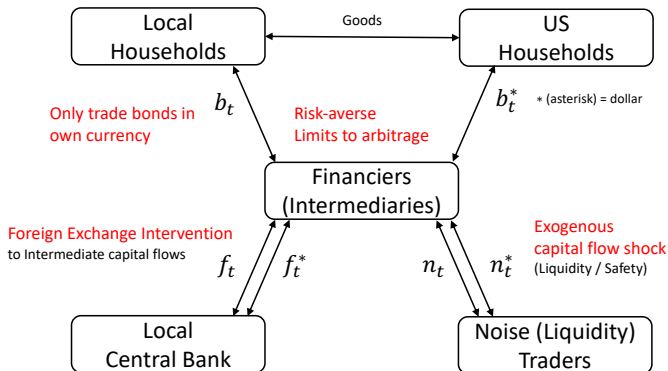 Local
Households
Goods
US
Households
Only trade bonds in
own currency
b_t
Risk-averse
Limits to arbitrage
b_t^*
* (asterisk) = dollar
Financiers
(Intermediaries)
Foreign Exchange Intervention
to Intermediate capital flows
f_t
f_t^*
n_t
n_t^*
Exogenous
capital flow shock
(Liquidity / Safety)
Local
Central Bank
Noise (Liquidity)
Traders